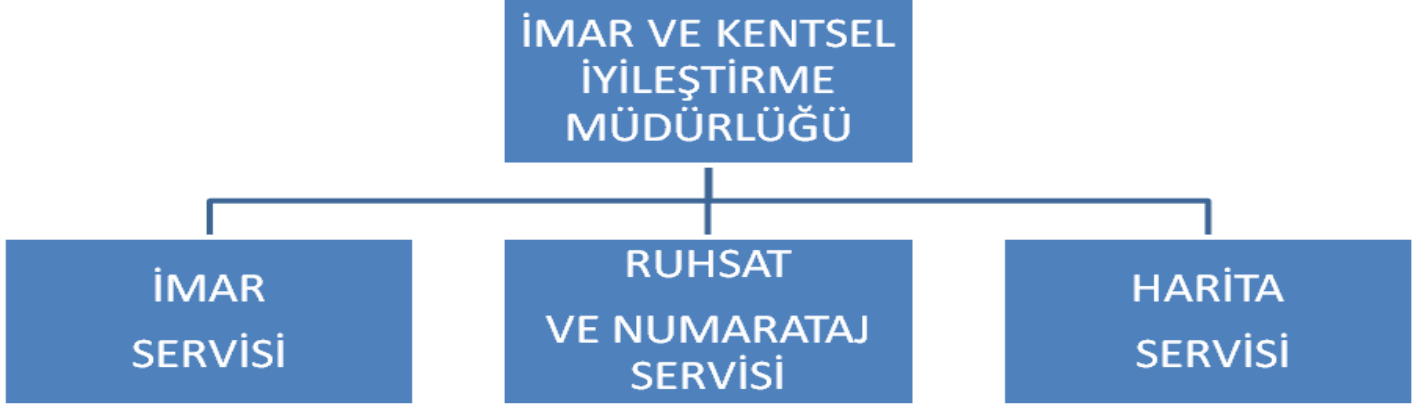 İMAR VE KENTSEL
İYİLEŞTİRME
MÜDÜRLÜĞÜ
İMAR
SERVİSİ
RUHSAT
VE NUMARATAJ
SERVİSİ
HARİTA
SERVİSİ